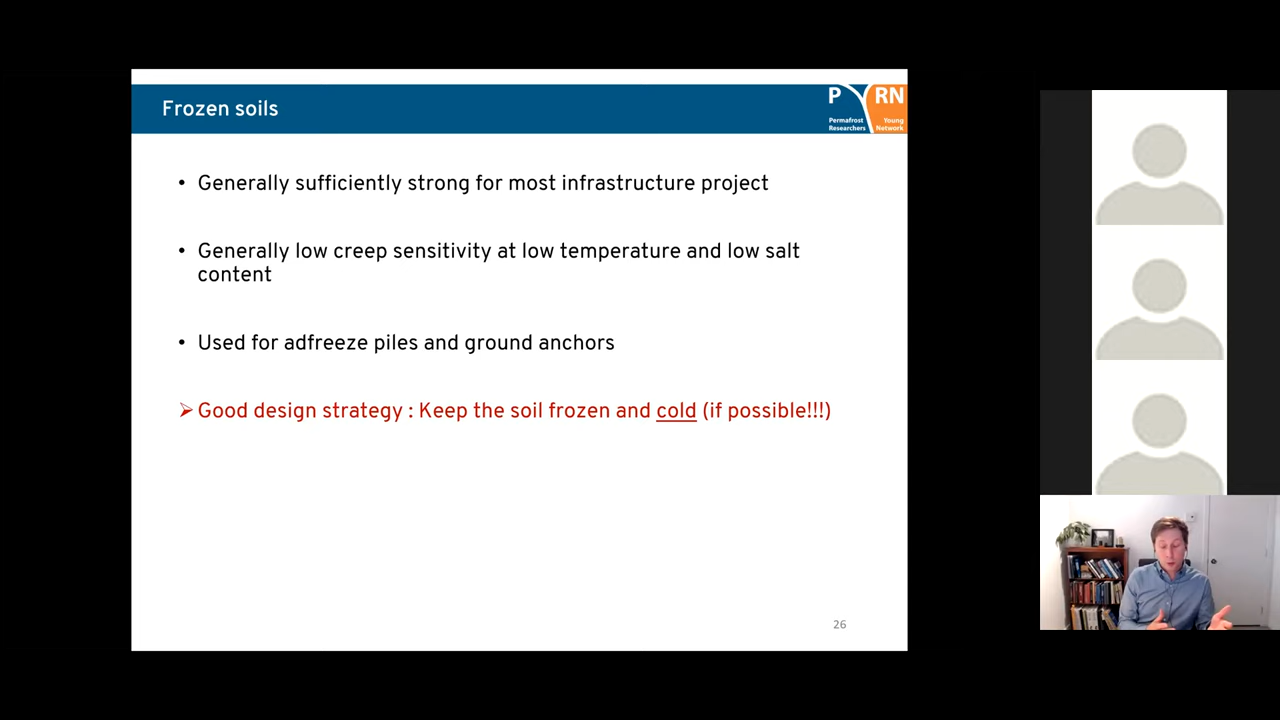 Frozen soils
P RN
Permafrost Young
Researchers Network
• Generally sufficiently strong for most infrastructure project
• Generally low creep sensitivity at low temperature and low salt
content
• Used for adfreeze piles and ground anchors
➢ Good design strategy : Keep the soil frozen and cold (if possible!!!)
26